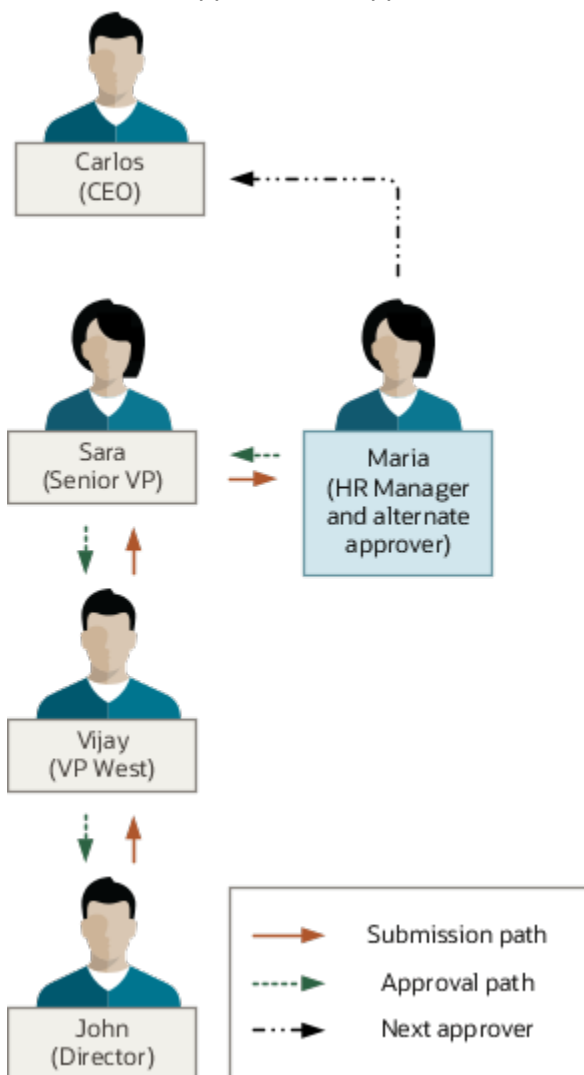 Carlos
(CEO)
Sara
(Senior VP)
Maria
(HR Manager
and alternate
approver)
Vijay
(VP West)
John
(Director)
Submission path
Approval path
Next approver